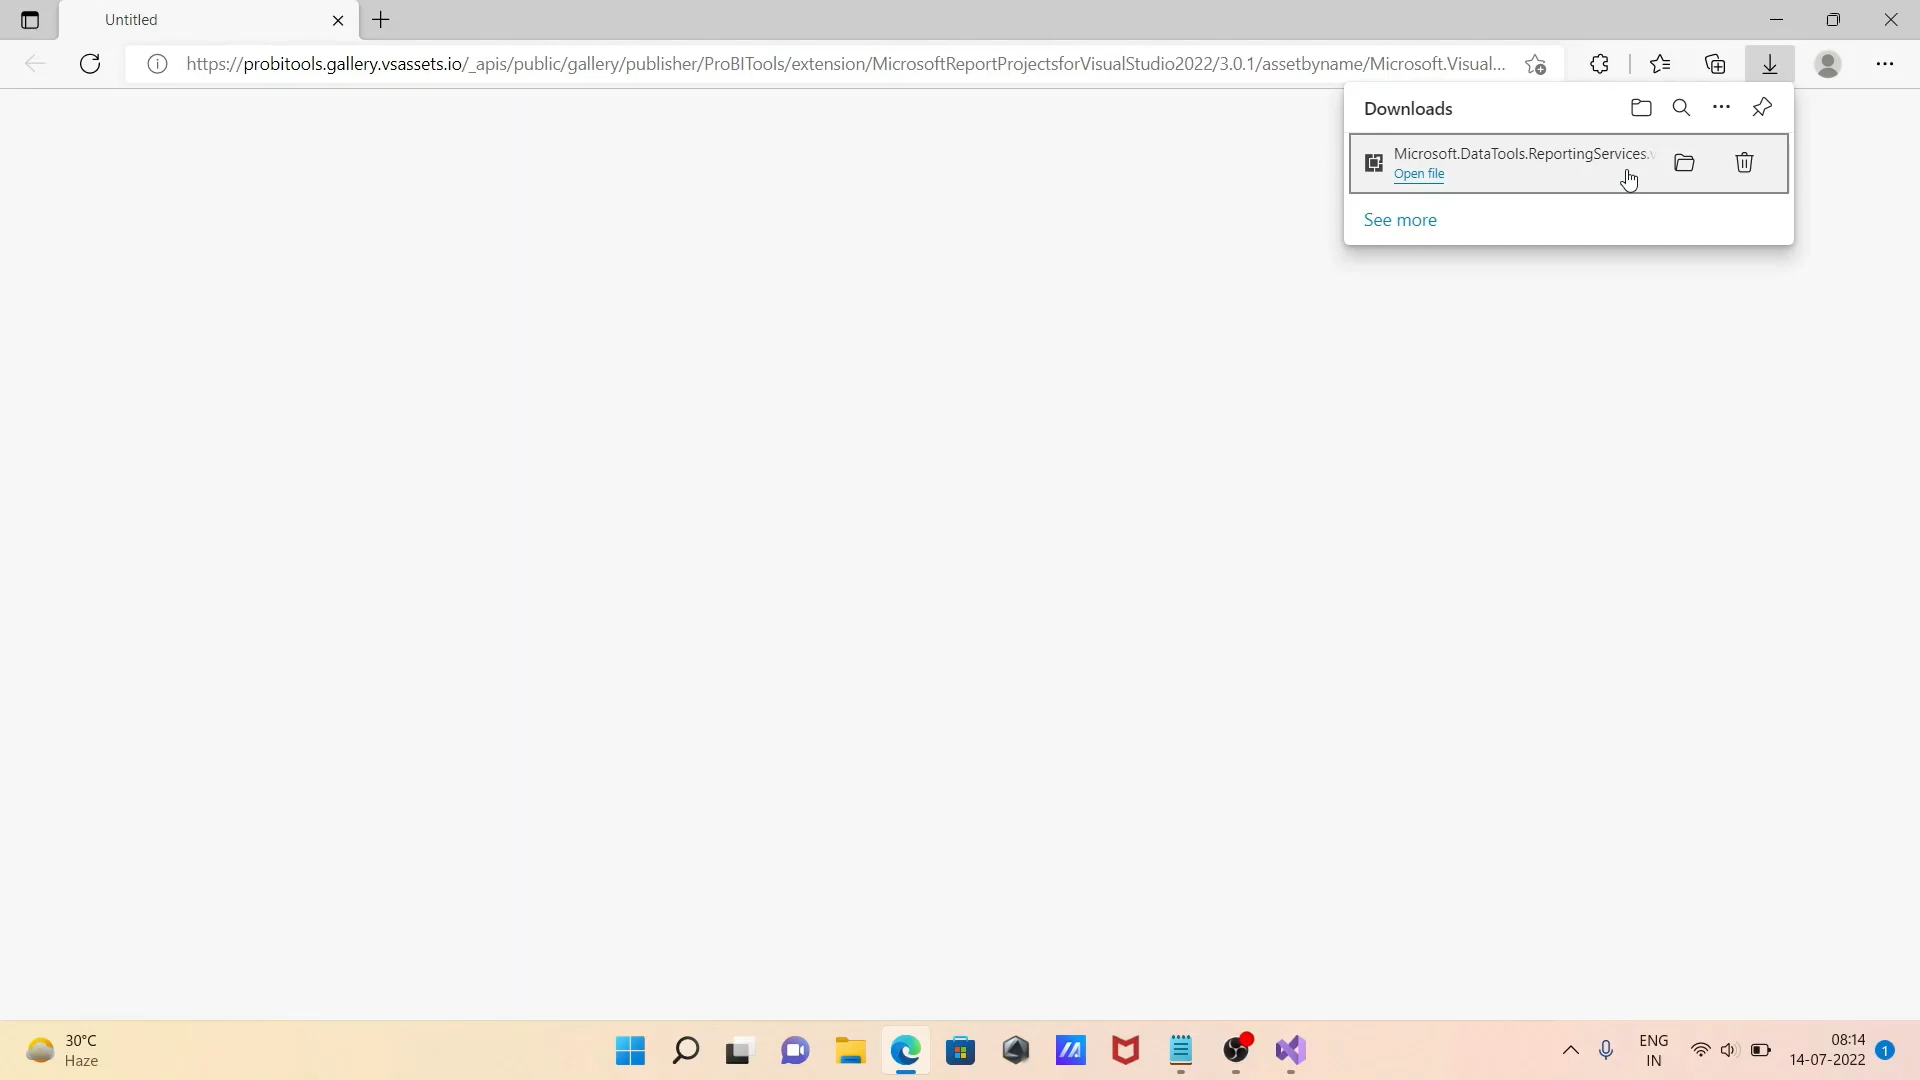 Untitled
https://probitools.gallery.vsassets.io/_apis/public/gallery/publisher/ProBITools/extension/MicrosoftReportProjectsforVisualStudio2022/3.0.1/assetbyname/Microsoft.Visual...
Downloads
Microsoft.DataTools.ReportingServices.v
Open file
See more
30°C
Haze
ENG
IN
08:14
14-07-2022
1